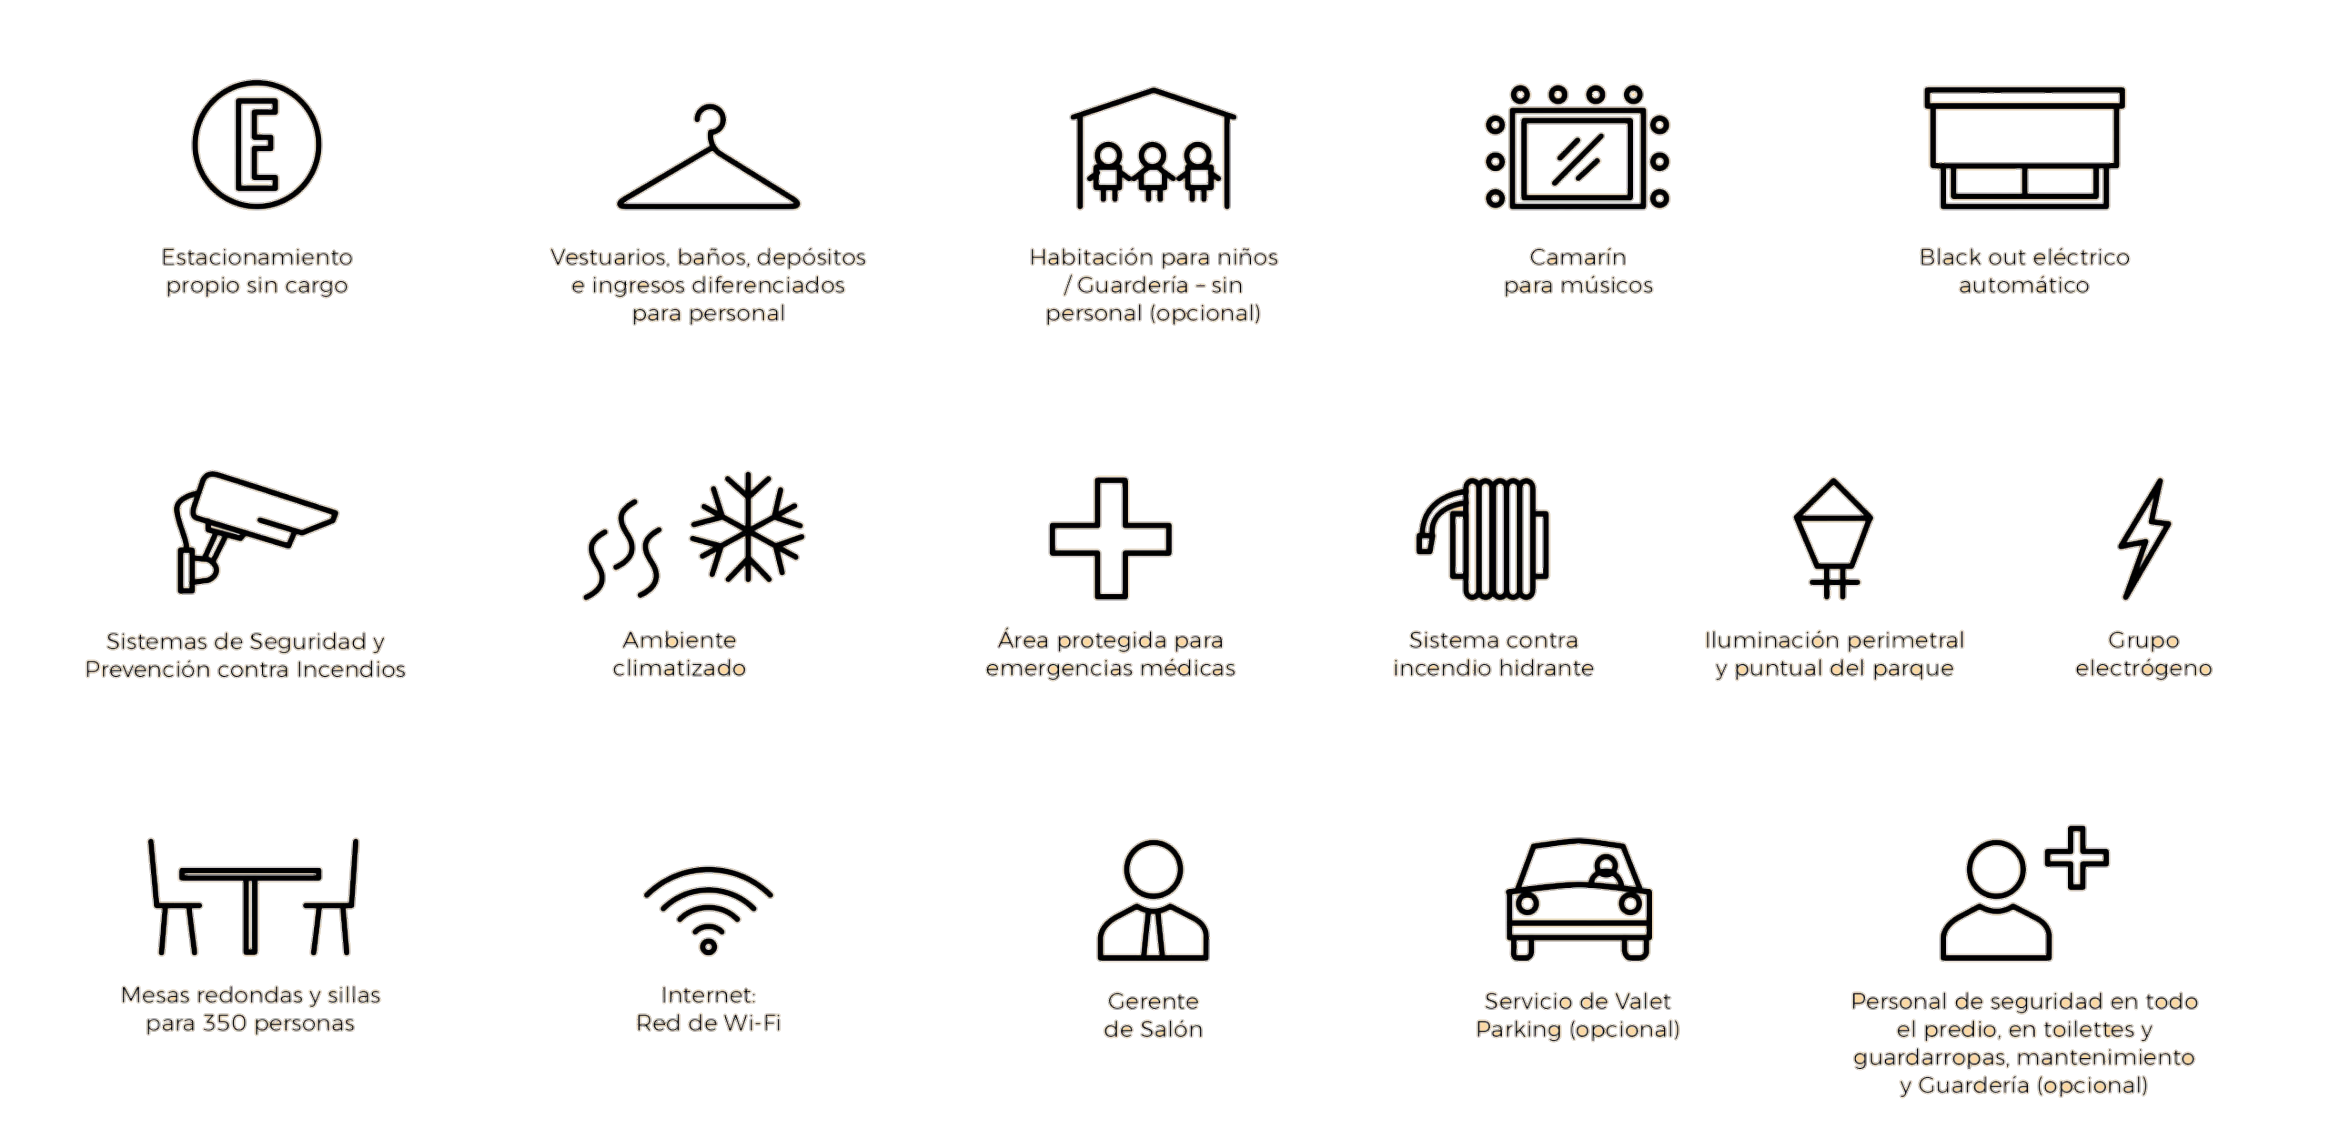 E
Estacionamiento
propio sin cargo
Vestuarios, baños, depósitos
e ingresos diferenciados
para personal
Habitación para niños
/ Guardería – sin
personal (opcional)
Camarín
para músicos
Black out eléctrico
automático
Sistemas de Seguridad y
Prevención contra Incendios
Ambiente
climatizado
Área protegida para
emergencias médicas
Sistema contra
incendio hidrante
Iluminación perimetral
y puntual del parque
Grupo
electrógeno
Mesas redondas y sillas
para 350 personas
Internet:
Red de Wi-Fi
Gerente
de Salón
Servicio de Valet
Parking (opcional)
Personal de seguridad en todo
el predio, en toilettes y
guardarropas, mantenimiento
y Guardería (opcional)